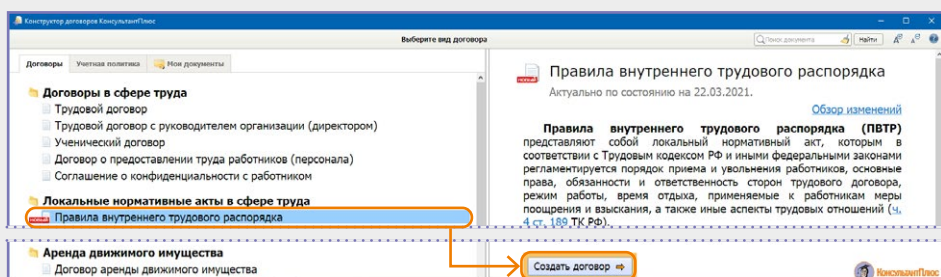 Конструктор договоров КонсультантПлюс
Выберите вид договора
Поиск документа
Найти
Договоры
Учетная политика
Мои документы
Договоры в сфере труда
Трудовой договор
Трудовой договор с руководителем организации (директором)
Ученический договор
Договор о предоставлении труда работников (персонала)
Соглашение о конфиденциальности с работником
Локальные нормативные акты в сфере труда
НОВЫЙ Правила внутреннего трудового распорядка
Аренда движимого имущества
Договор аренды движимого имущества
НОВЫЙ Правила внутреннего трудового распорядка
Актуально по состоянию на 22.03.2021.
Обзор изменений
Правила внутреннего трудового распорядка (ПВТР)
представляют собой локальный нормативный акт, которым в
соответствии с Трудовым кодексом РФ и иными федеральными законами
регламентируется порядок приема и увольнения работников, основные
права, обязанности и ответственность сторон трудового договора,
режим работы, время отдыха, применяемые к работникам меры
поощрения и взыскания, а также иные аспекты трудовых отношений (ч.
4 ст. 189 ТК РФ).
Создать договор
КонсультантПлюс